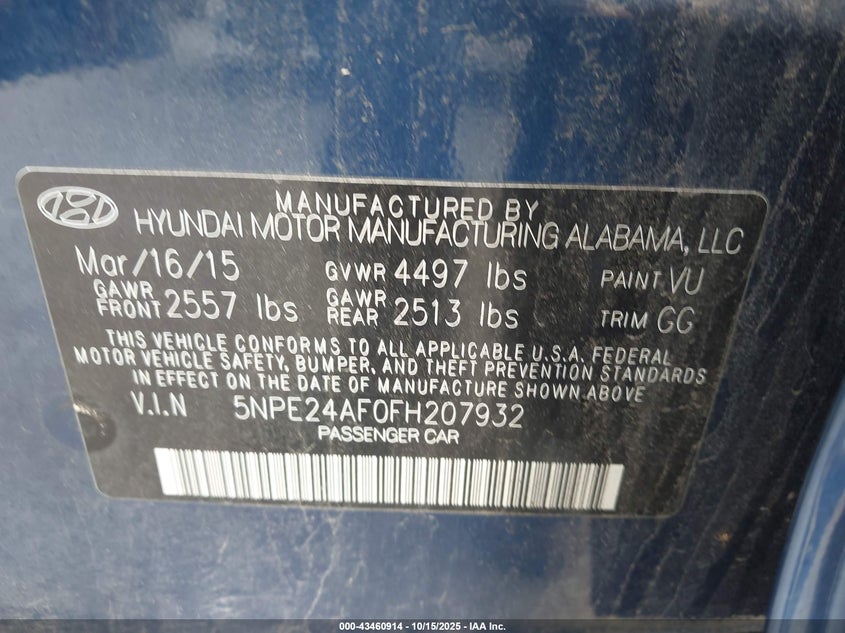 MANUFACTURED BY
HYUNDAI MOTOR MANUFACTURING ALABAMA, LLC
Mar/16/15 GVWR 4497 lbs PAINT VU
GAWR FRONT 2557 lbs GAWR REAR 2513 lbs TRIM GG
THIS VEHICLE CONFORMS TO ALL APPLICABLE U.S.A. FEDERAL
MOTOR VEHICLE SAFETY, BUMPER, AND THEFT PREVENTION STANDARDS
IN EFFECT ON THE DATE OF MANUFACTURE SHOWN ABOVE
V.I.N 5NPE24AF0FH207932
PASSENGER CAR
000-43460914 - 10/15/2025 - IAA Inc.